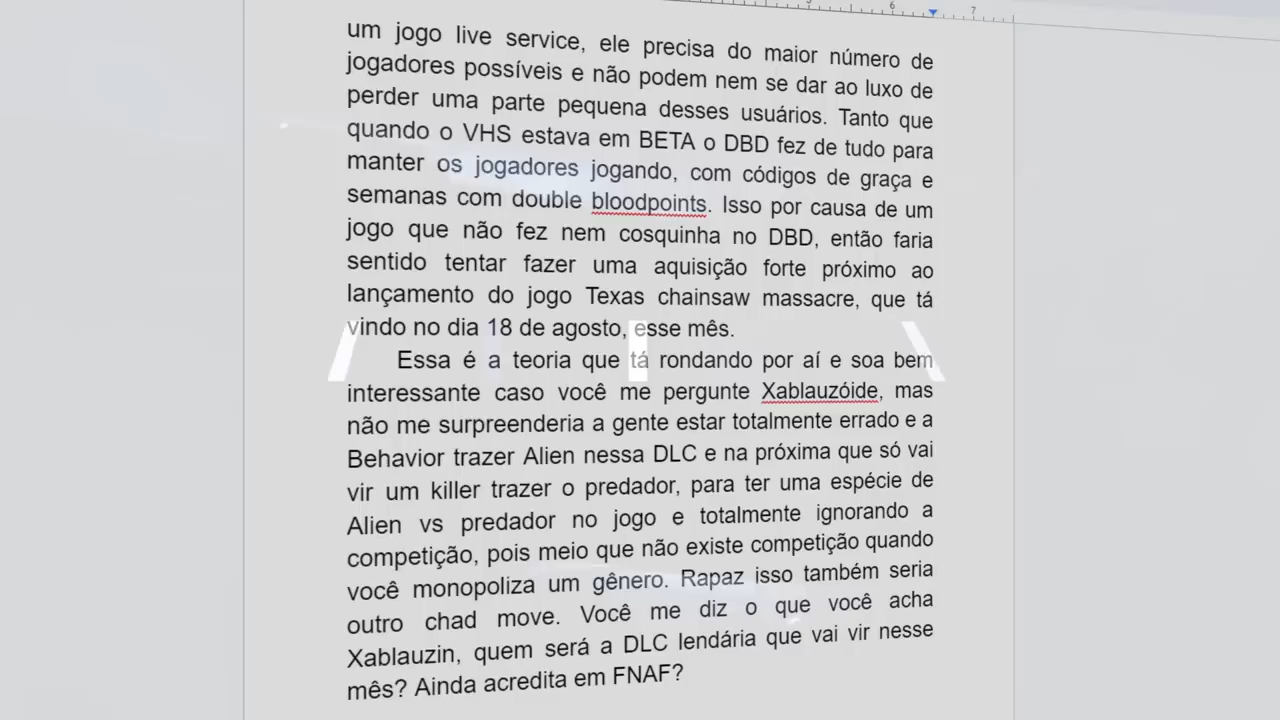 6 7
um jogo live service, ele precisa do maior número de
jogadores possíveis e não podem nem se dar ao luxo de
perder uma parte pequena desses usuários. Tanto que
quando o VHS estava em BETA o DBD fez de tudo para
manter os jogadores jogando, com códigos de graça e
semanas com double bloodpoints. Isso por causa de um
jogo que não fez nem cosquinha no DBD, então faria
sentido tentar fazer uma aquisição forte próximo ao
lançamento do jogo Texas chainsaw massacre, que tá
vindo no dia 18 de agosto, esse mês.
Essa é a teoria que tá rondando por aí e soa bem
interessante caso você me pergunte Xablauzóide, mas
não me surpreenderia a gente estar totalmente errado e a
Behavior trazer Alien nessa DLC e na próxima que só vai
vir um killer trazer o predador, para ter uma espécie de
Alien vs predador no jogo e totalmente ignorando a
competição, pois meio que não existe competição quando
você monopoliza um gênero. Rapaz isso também seria
outro chad move. Você me diz o que você acha
Xablauzin, quem será a DLC lendária que vai vir nesse
mês? Ainda acredita em FNAF?